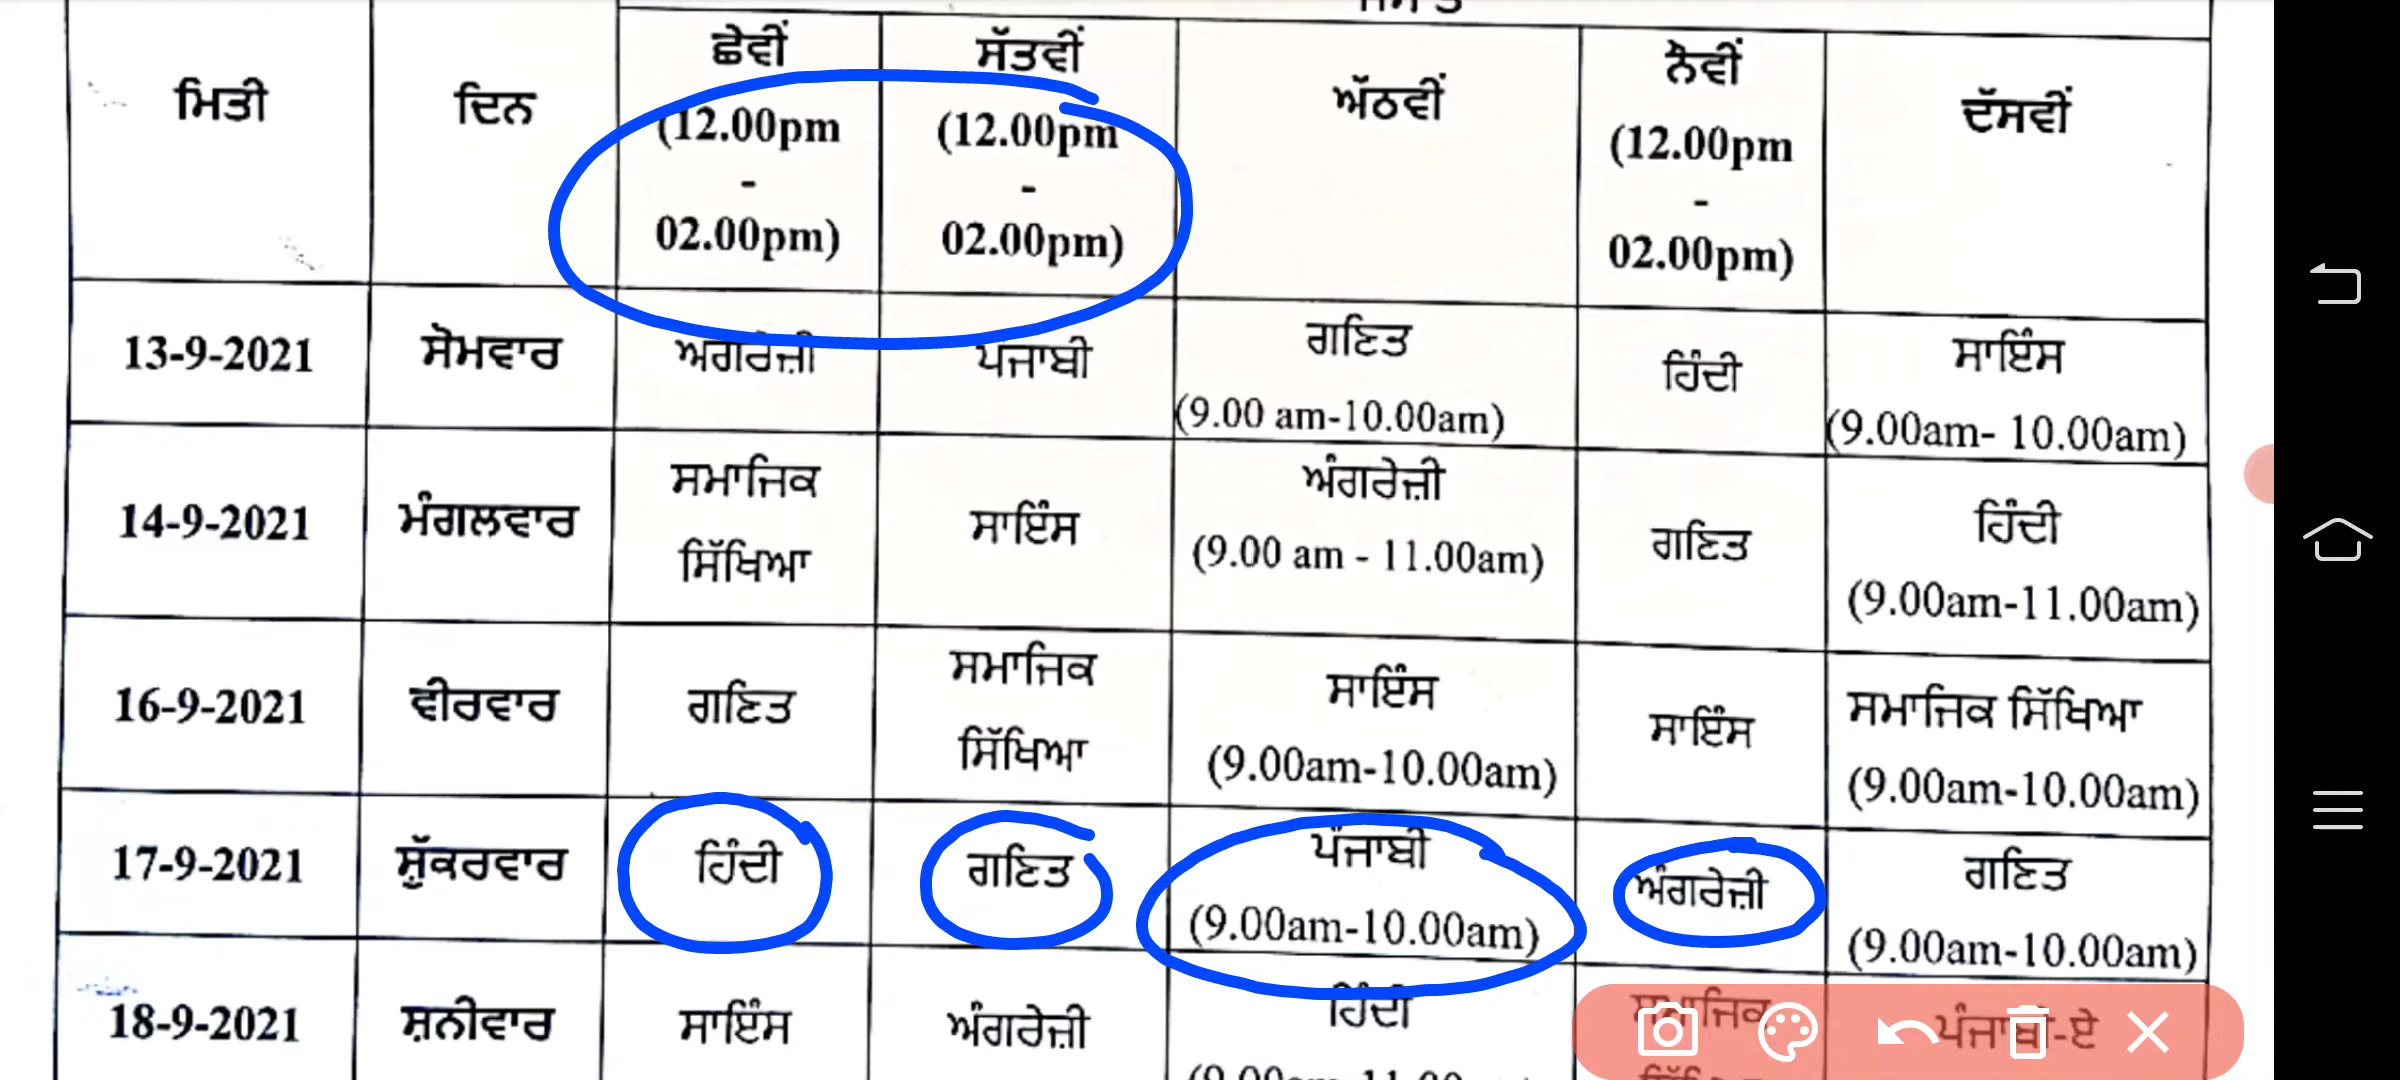 ਮਿਤੀ
ਦਿਨ
ਛੇਵੀਂ
(12.00pm
-
02.00pm)
ਸੱਤਵੀਂ
(12.00pm
-
02.00pm)
ਅੱਠਵੀਂ
ਨੌਵੀਂ
(12.00pm
-
02.00pm)
ਦੱਸਵੀਂ
13-9-2021
ਸੋਮਵਾਰ
ਅੰਗਰੇਜ਼ੀ
ਪੰਜਾਬੀ
ਗਣਿਤ
(9.00 am-10.00am)
ਹਿੰਦੀ
ਸਾਇੰਸ
(9.00am- 10.00am)
14-9-2021
ਮੰਗਲਵਾਰ
ਸਮਾਜਿਕ
ਸਿੱਖਿਆ
ਸਾਇੰਸ
ਅੰਗਰੇਜ਼ੀ
(9.00 am - 11.00am)
ਗਣਿਤ
ਹਿੰਦੀ
(9.00am-11.00am)
16-9-2021
ਵੀਰਵਾਰ
ਗਣਿਤ
ਸਮਾਜਿਕ
ਸਿੱਖਿਆ
ਸਾਇੰਸ
(9.00am-10.00am)
ਸਾਇੰਸ
ਸਮਾਜਿਕ ਸਿੱਖਿਆ
(9.00am-10.00am)
17-9-2021
ਸ਼ੁੱਕਰਵਾਰ
ਹਿੰਦੀ
ਗਣਿਤ
ਪੰਜਾਬੀ
(9.00am-10.00am)
ਅੰਗਰੇਜ਼ੀ
ਗਣਿਤ
(9.00am-10.00am)
18-9-2021
ਸ਼ਨੀਵਾਰ
ਸਾਇੰਸ
ਅੰਗਰੇਜ਼ੀ
ਹਿੰਦੀ
ਸਮਾਜਿਕ
ਪੰਜਾਬੀ-ਏ